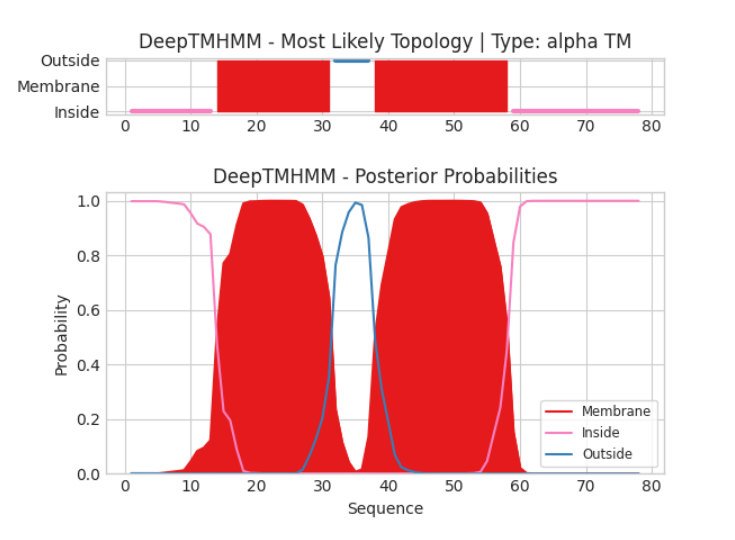 DeepTMHMM - Most Likely Topology | Type: alpha TM
Outside
Membrane
Inside
0 10 20 30 40 50 60 70 80
DeepTMHMM - Posterior Probabilities
1.0
0.8
0.6
0.4
0.2
0.0
Probability
Membrane
Inside
Outside
0 10 20 30 40 50 60 70 80
Sequence